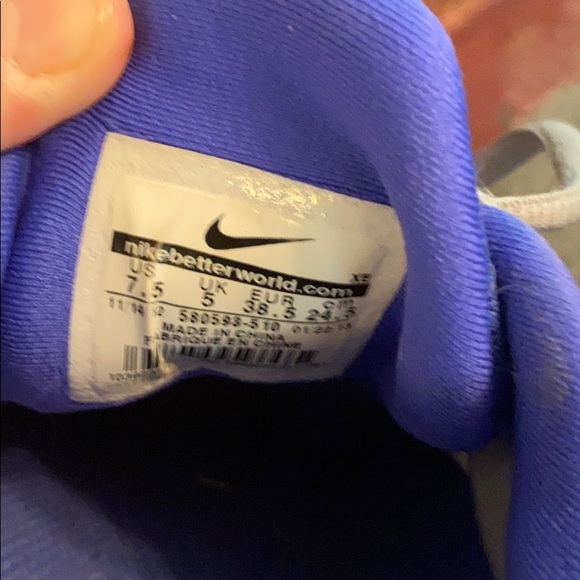 nikebetterworld.com XB
US UK EUR cm
7.5 5 38.5 24.5
11/14 580593-510
MADE IN CHINA
FABRIQUE EN CHINE